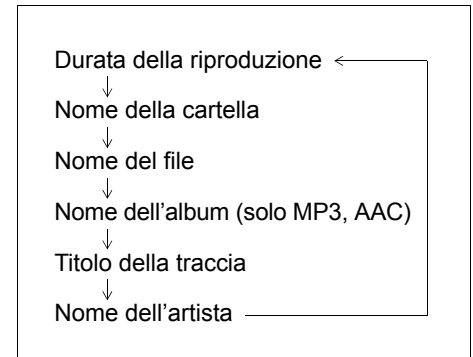 Durata della riproduzione
Nome della cartella
Nome del file
Nome dell'album (solo MP3, AAC)
Titolo della traccia
Nome dell'artista